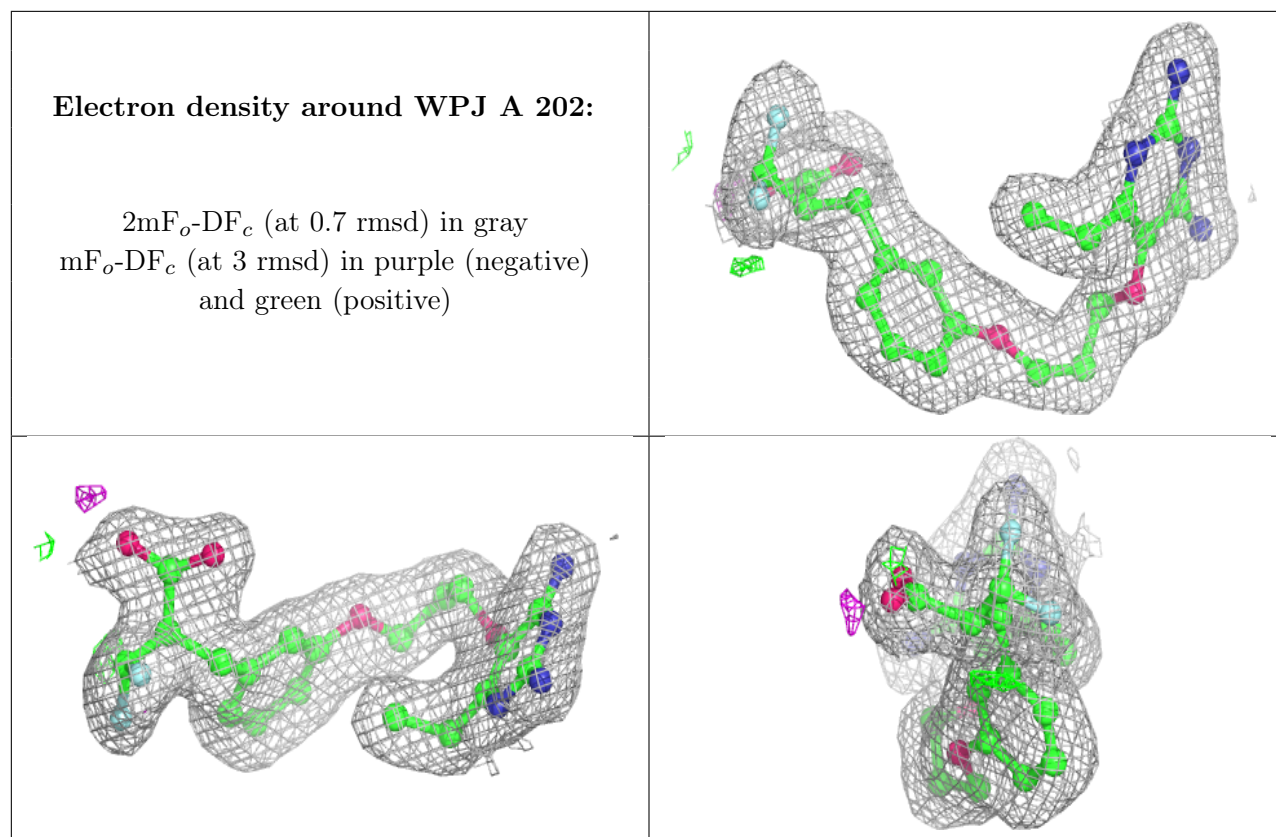 Electron density around WPJ A 202:
2mFo-DFc (at 0.7 rmsd) in gray
mFo-DFc (at 3 rmsd) in purple (negative)
and green (positive)